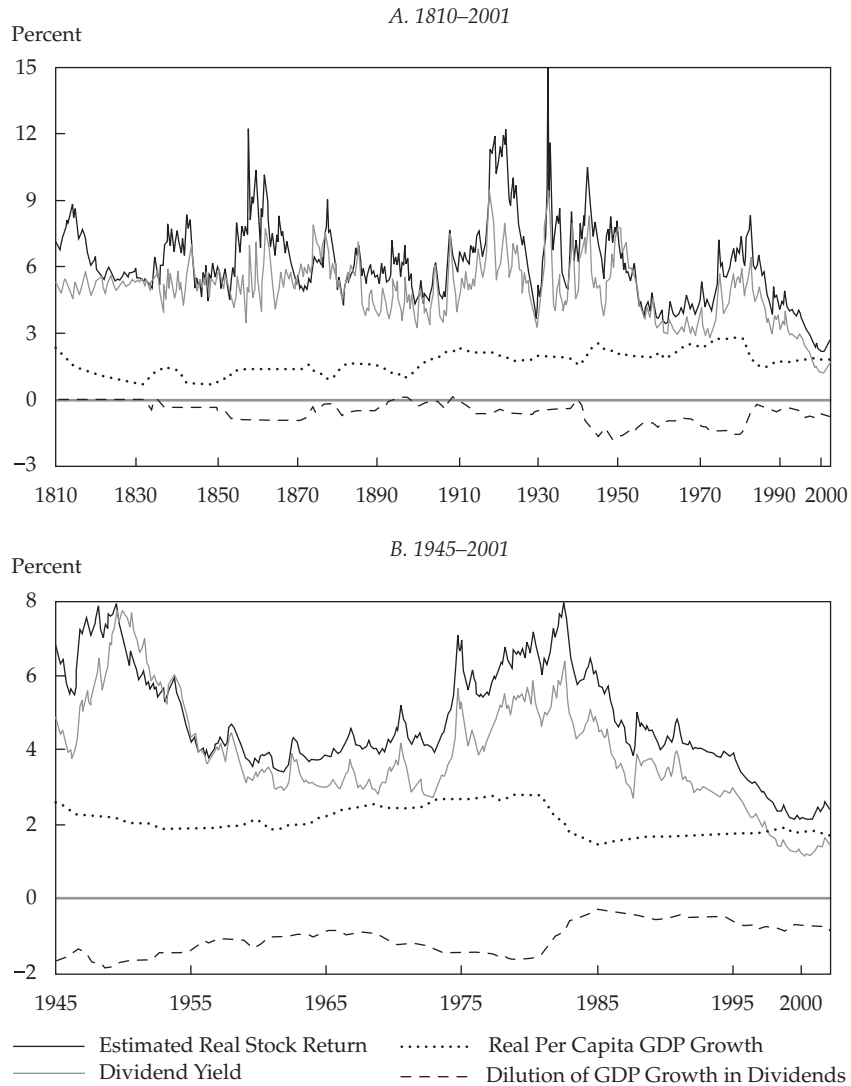 A. 1810–2001
Percent
15
12
9
6
3
0
−3
1810 1830 1850 1870 1890 1910 1930 1950 1970 1990 2000
B. 1945–2001
Percent
8
6
4
2
0
−2
1945 1955 1965 1975 1985 1995 2000
Estimated Real Stock Return Real Per Capita GDP Growth
Dividend Yield Dilution of GDP Growth in Dividends